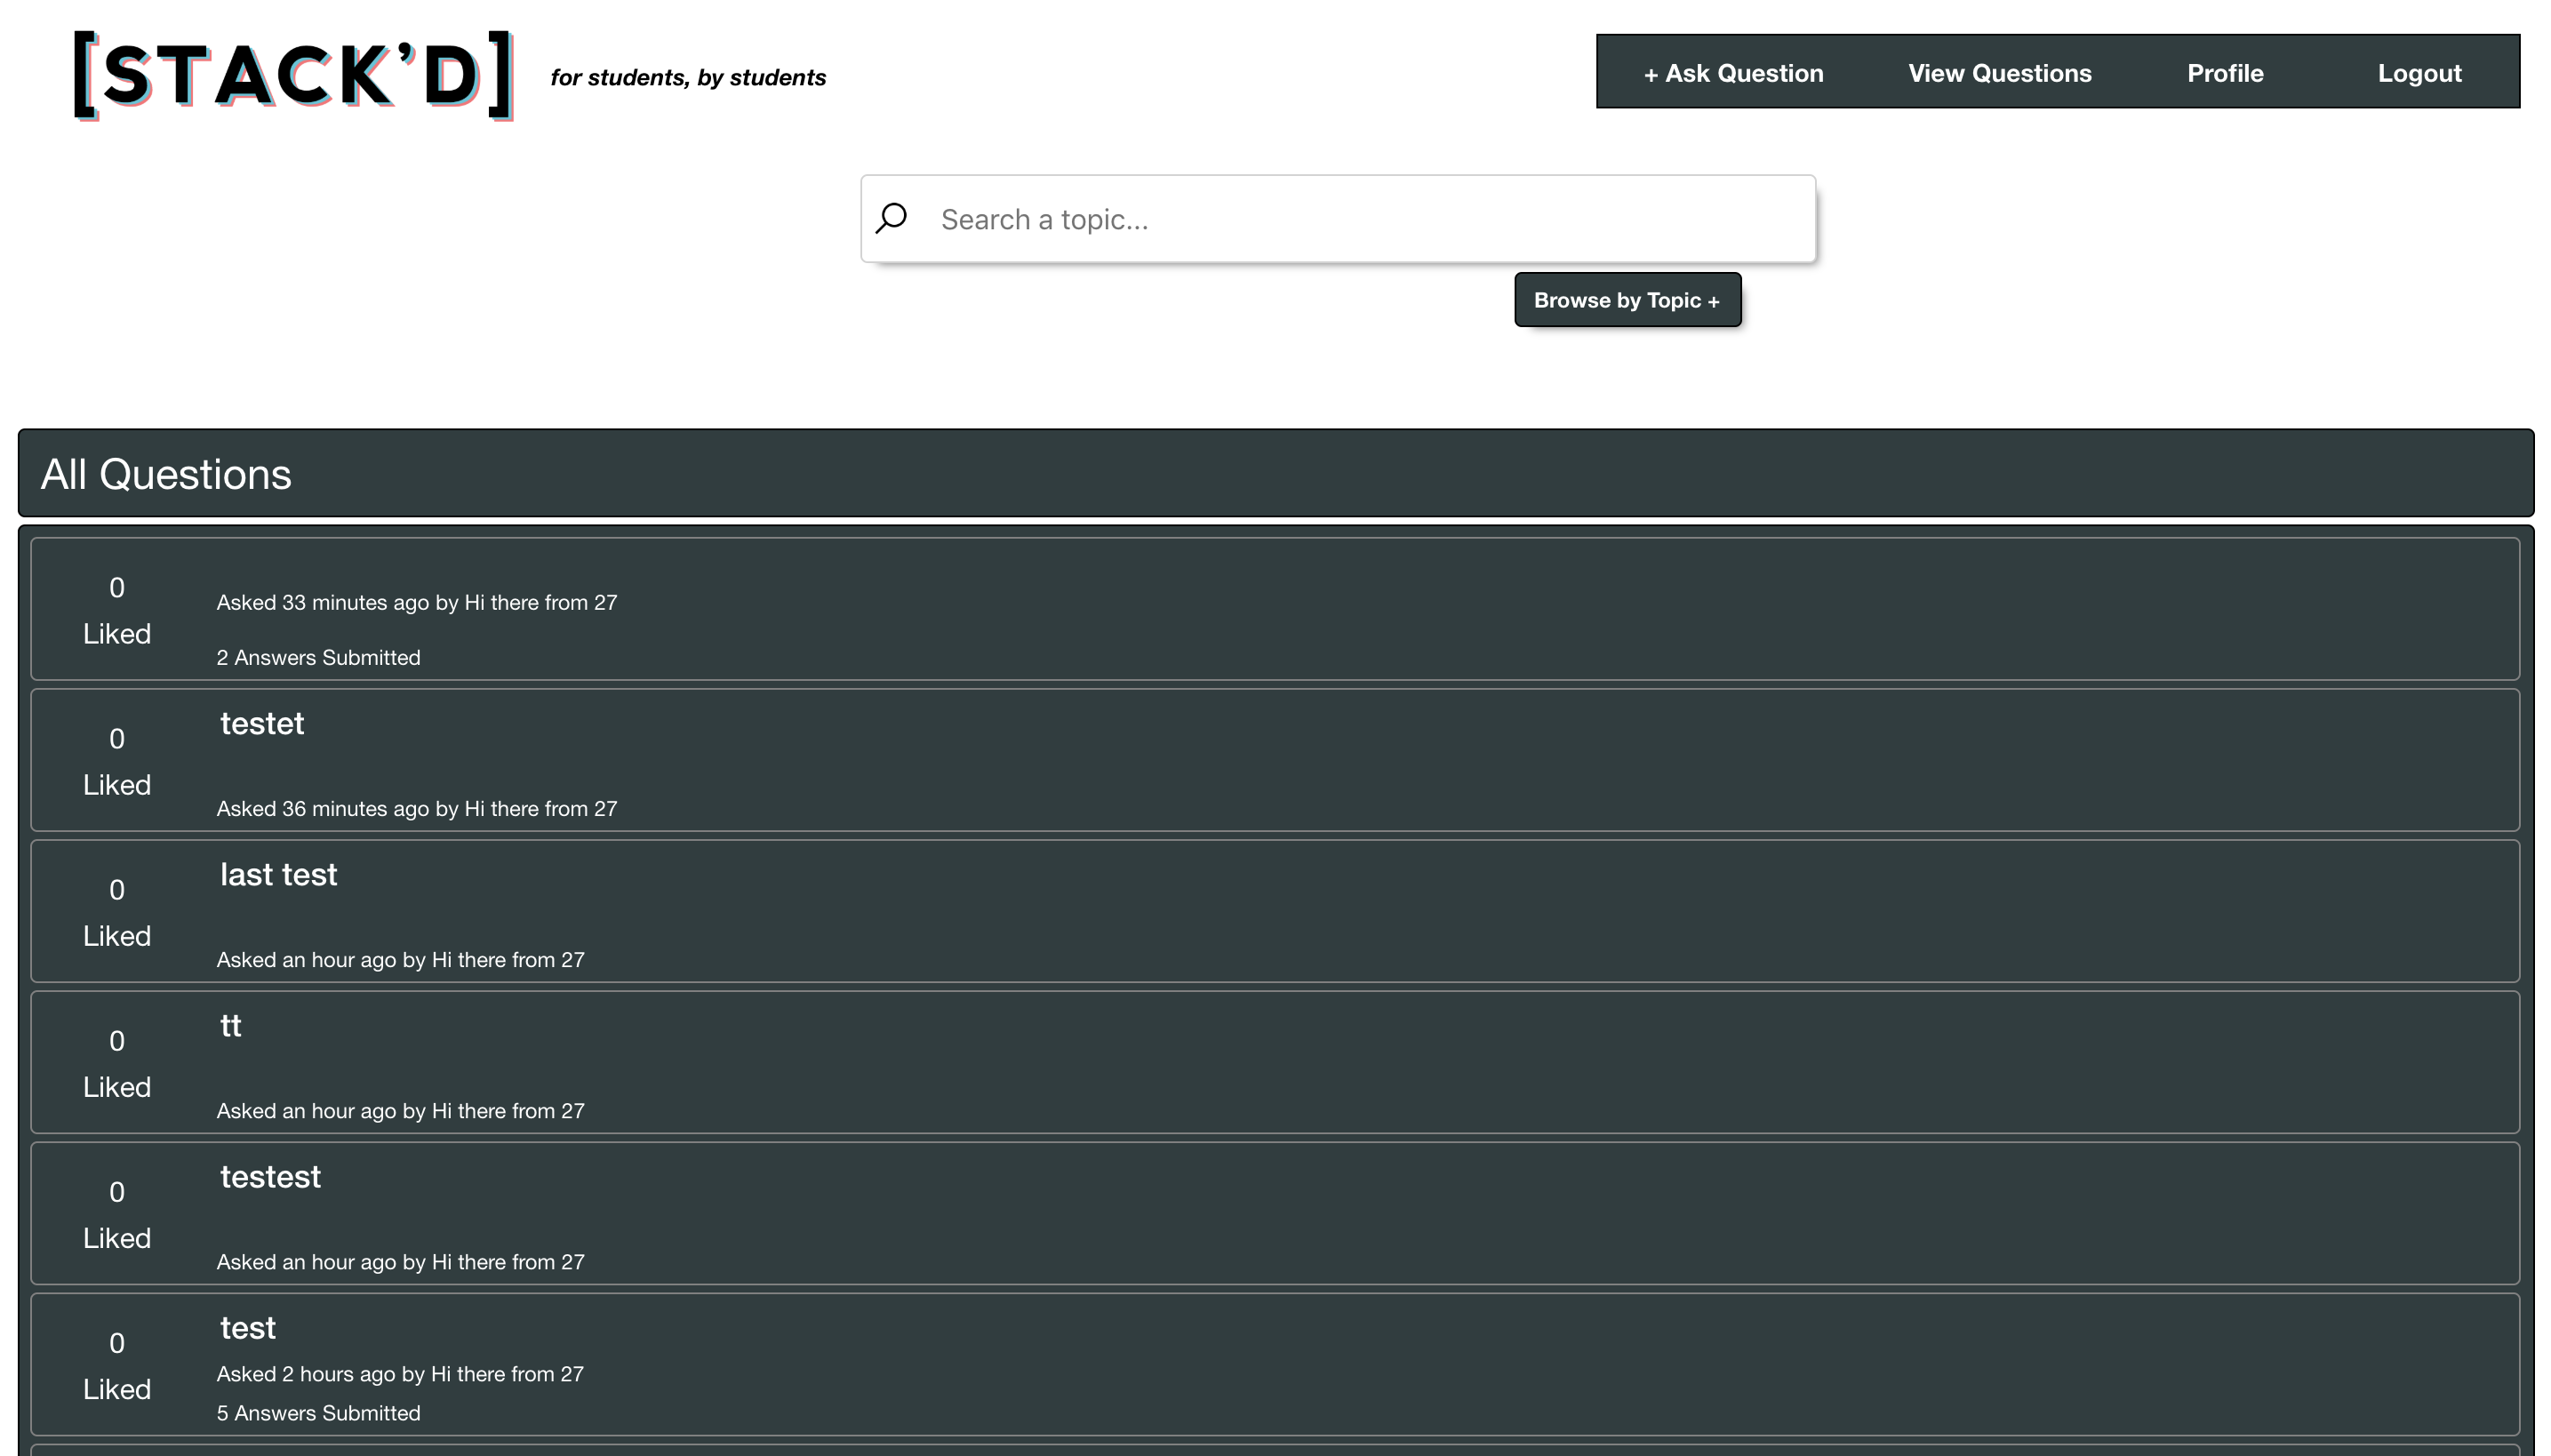 [STACK'D]
for students, by students
+ Ask Question
View Questions
Profile
Logout
Search a topic...
Browse by Topic +
All Questions
0
Liked
Asked 33 minutes ago by Hi there from 27
2 Answers Submitted
0
Liked
testet
Asked 36 minutes ago by Hi there from 27
0
Liked
last test
Asked an hour ago by Hi there from 27
0
Liked
tt
Asked an hour ago by Hi there from 27
0
Liked
testest
Asked an hour ago by Hi there from 27
0
Liked
test
Asked 2 hours ago by Hi there from 27
5 Answers Submitted